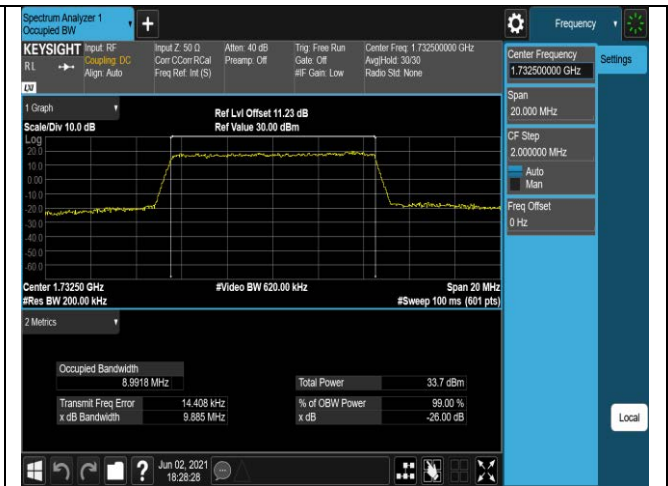 Spectrum Analyzer 1
Occupied BW
+
Frequency
KEYSIGHT
RL
LXI
Input: RF
Coupling: DC
Align: Auto
Input Z: 50 Ω
Corr CCorr RCal
Freq Ref: Int (S)
Atten: 40 dB
Preamp: Off
Trig: Free Run
Gate: Off
#IF Gain: Low
Center Freq: 1.732500000 GHz
Avg|Hold: 30/30
Radio Std: None
Center Frequency
1.732500000 GHz
Settings
Span
20.000 MHz
CF Step
2.000000 MHz
Auto
Man
Freq Offset
0 Hz
Local
1 Graph
Scale/Div 10.0 dB
Ref Lvl Offset 11.23 dB
Ref Value 30.00 dBm
Log
20.0
10.0
0.00
-10.0
-20.0
-30.0
-40.0
-50.0
-60.0
Center 1.73250 GHz
#Res BW 200.00 kHz
#Video BW 620.00 kHz
Span 20 MHz
#Sweep 100 ms (601 pts)
2 Metrics
Occupied Bandwidth
8.9918 MHz
Total Power 33.7 dBm
Transmit Freq Error 14.408 kHz
% of OBW Power 99.00 %
x dB Bandwidth 9.885 MHz
x dB -26.00 dB
?
Jun 02, 2021
18:28:28